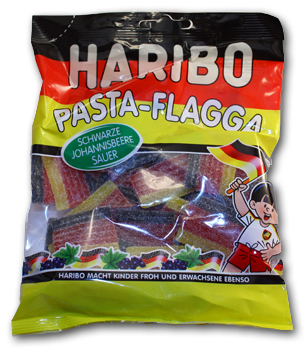 HARIBO
PASTA-FLAGGA
SCHWARZE
JOHANNISBEERE
SAUER
HARIBO MACHT KINDER FROH UND ERWACHSENE EBENSO